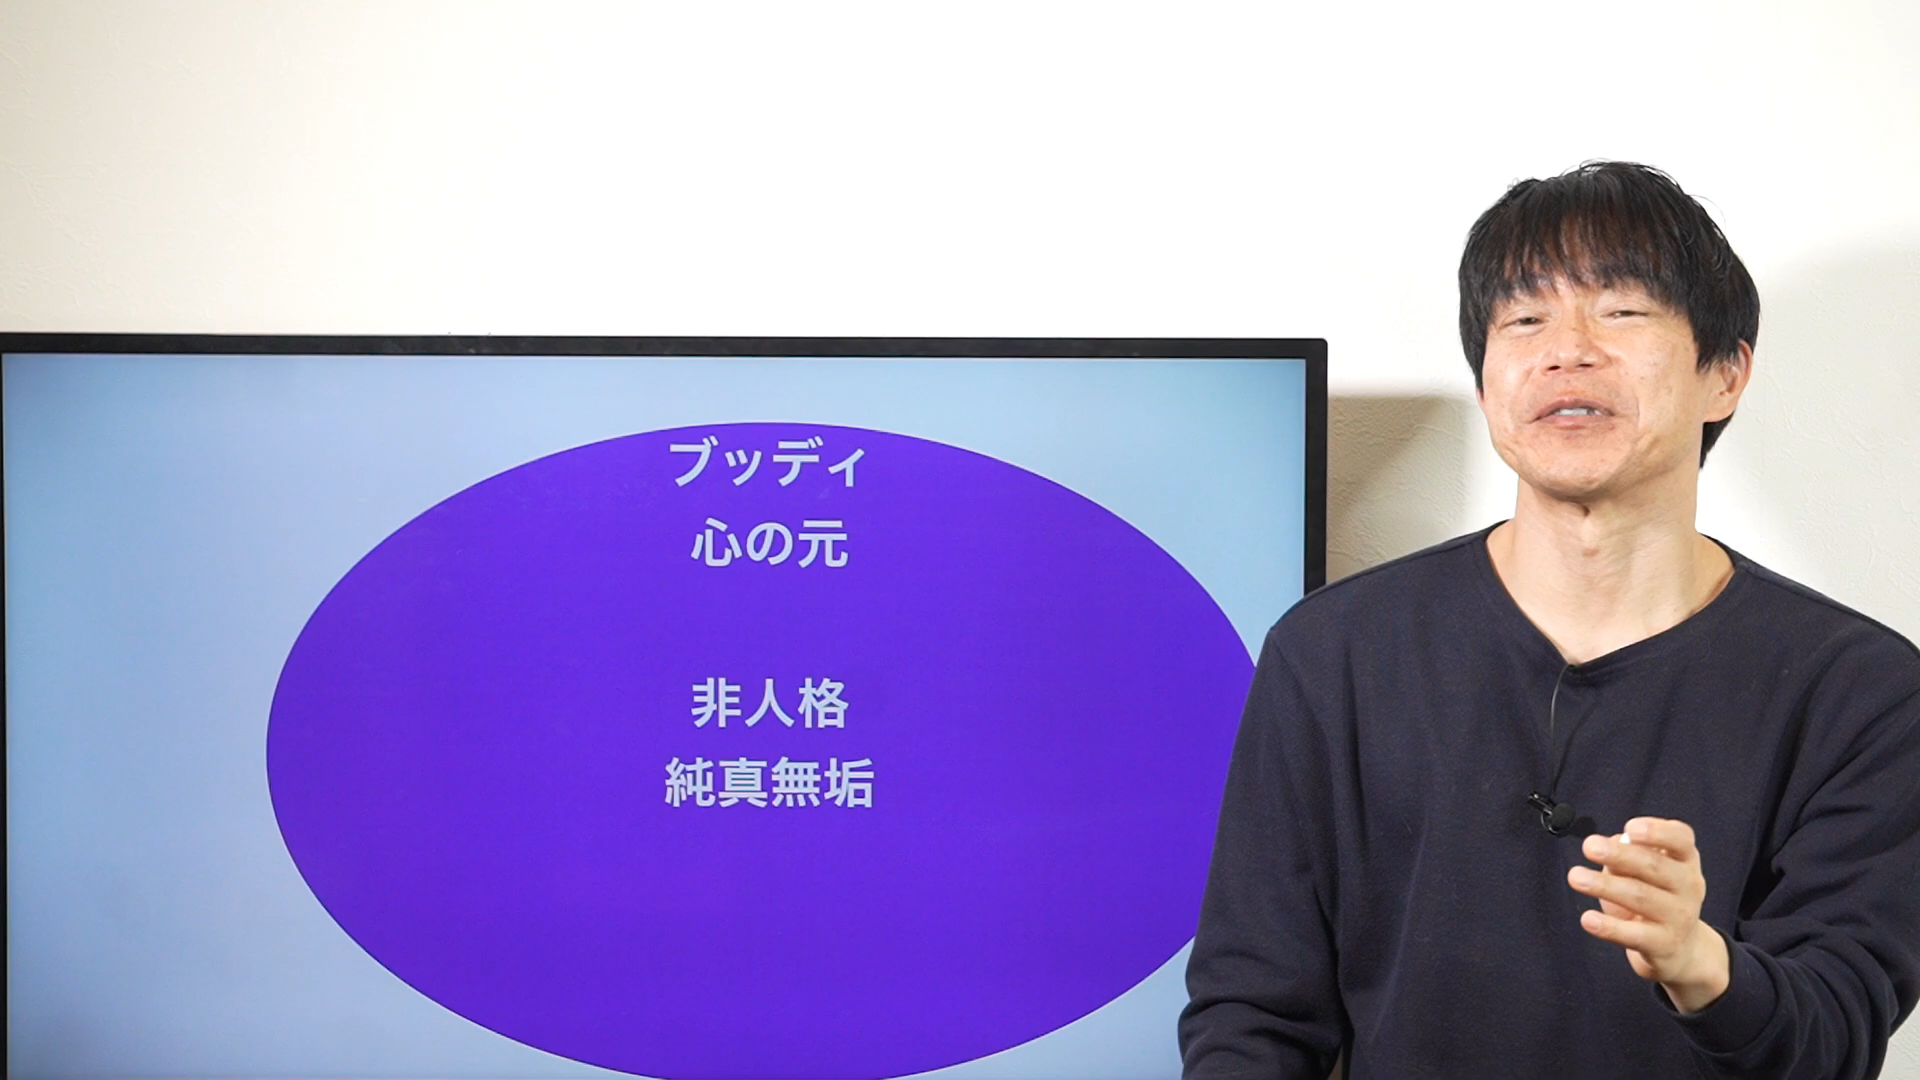 ブッディ
心の元
非人格
純真無垢